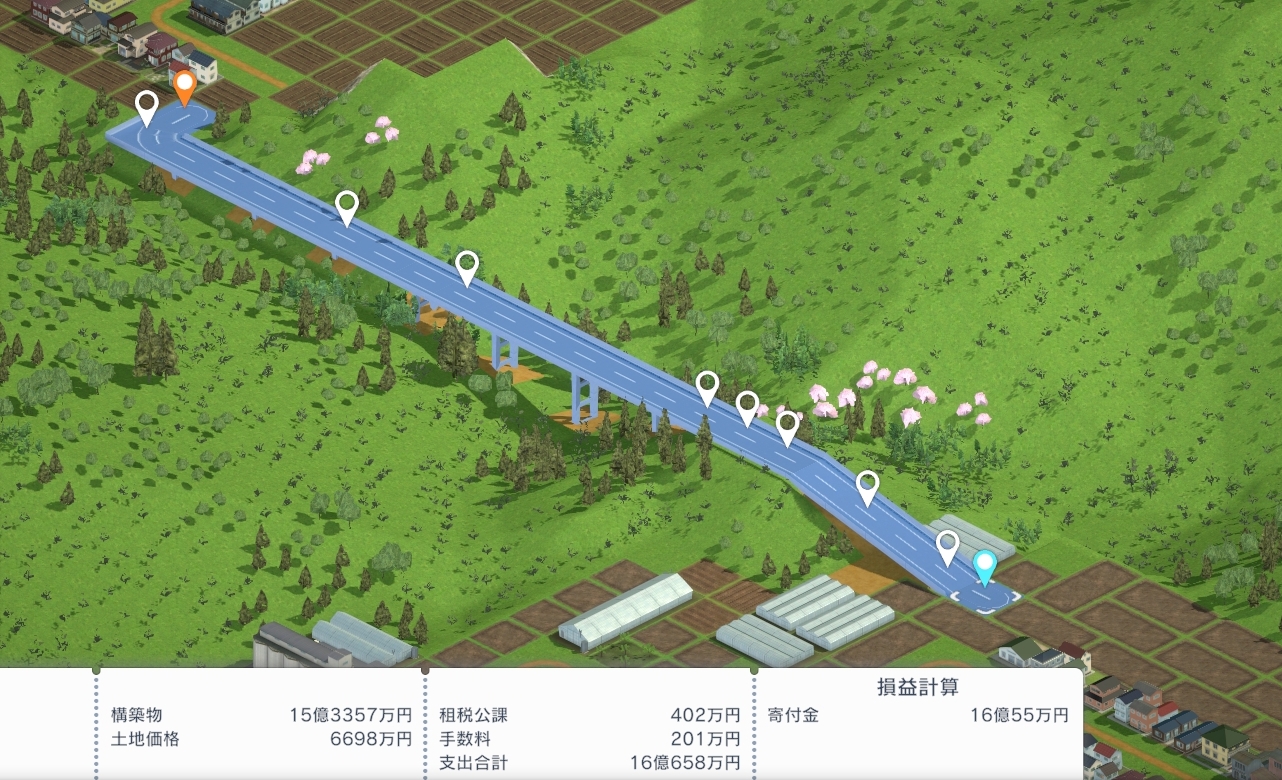 損益計算
構築物 15億3357万円
土地価格 6698万円
租税公課 402万円
手数料 201万円
支出合計 16億658万円
寄付金 16億55万円